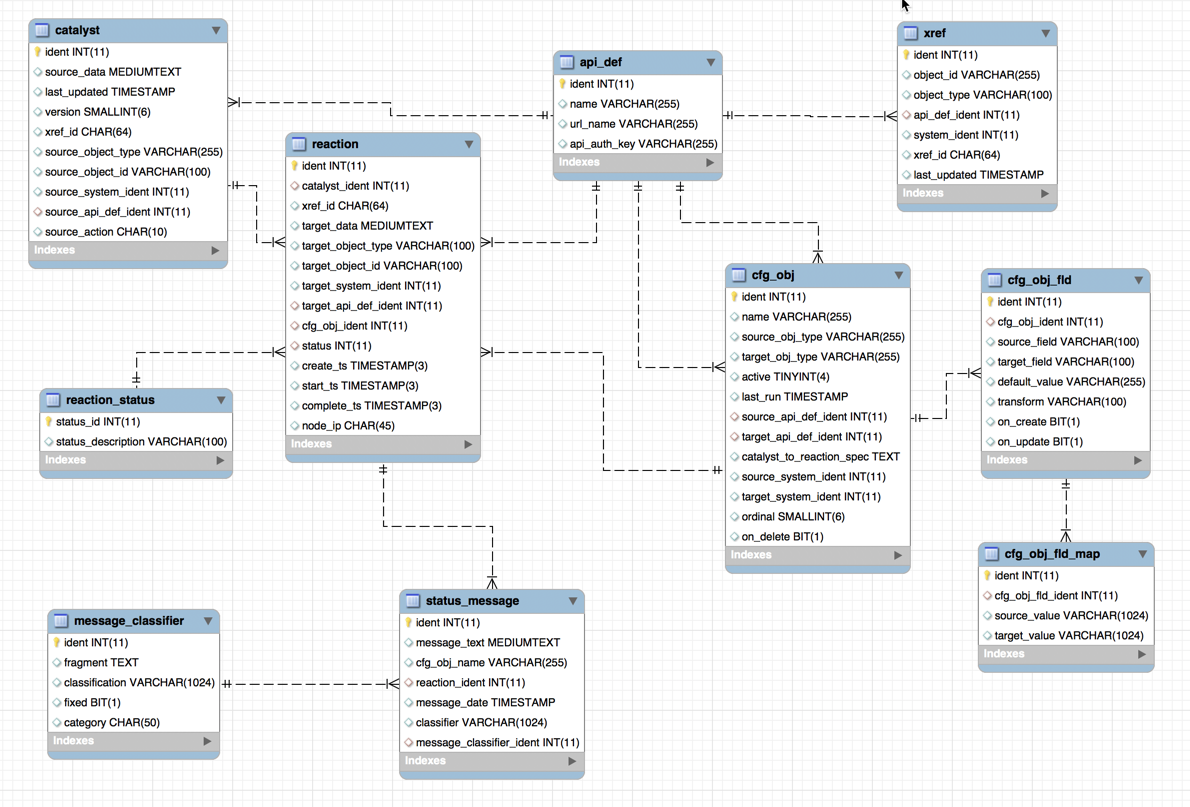 catalyst
ident INT(11)
source_data MEDIUMTEXT
last_updated TIMESTAMP
version SMALLINT(6)
xref_id CHAR(64)
source_object_type VARCHAR(255)
source_object_id VARCHAR(100)
source_system_ident INT(11)
source_api_def_ident INT(11)
source_action CHAR(10)
Indexes
reaction
ident INT(11)
catalyst_ident INT(11)
xref_id CHAR(64)
target_data MEDIUMTEXT
target_object_type VARCHAR(100)
target_object_id VARCHAR(100)
target_system_ident INT(11)
target_api_def_ident INT(11)
cfg_obj_ident INT(11)
status INT(11)
create_ts TIMESTAMP(3)
start_ts TIMESTAMP(3)
complete_ts TIMESTAMP(3)
node_ip CHAR(45)
Indexes
api_def
ident INT(11)
name VARCHAR(255)
url_name VARCHAR(255)
api_auth_key VARCHAR(255)
Indexes
xref
ident INT(11)
object_id VARCHAR(255)
object_type VARCHAR(100)
api_def_ident INT(11)
system_ident INT(11)
xref_id CHAR(64)
last_updated TIMESTAMP
Indexes
cfg_obj
ident INT(11)
name VARCHAR(255)
source_obj_type VARCHAR(255)
target_obj_type VARCHAR(255)
active TINYINT(4)
last_run TIMESTAMP
source_api_def_ident INT(11)
target_api_def_ident INT(11)
catalyst_to_reaction_spec TEXT
source_system_ident INT(11)
target_system_ident INT(11)
ordinal SMALLINT(6)
on_delete BIT(1)
Indexes
cfg_obj_fld
ident INT(11)
cfg_obj_ident INT(11)
source_field VARCHAR(100)
target_field VARCHAR(100)
default_value VARCHAR(255)
transform VARCHAR(100)
on_create BIT(1)
on_update BIT(1)
Indexes
reaction_status
status_id INT(11)
status_description VARCHAR(100)
Indexes
cfg_obj_fld_map
ident INT(11)
cfg_obj_fld_ident INT(11)
source_value VARCHAR(1024)
target_value VARCHAR(1024)
Indexes
message_classifier
ident INT(11)
fragment TEXT
classification VARCHAR(1024)
fixed BIT(1)
category CHAR(50)
Indexes
status_message
ident INT(11)
message_text MEDIUMTEXT
cfg_obj_name VARCHAR(255)
reaction_ident INT(11)
message_date TIMESTAMP
classifier VARCHAR(1024)
message_classifier_ident INT(11)
Indexes